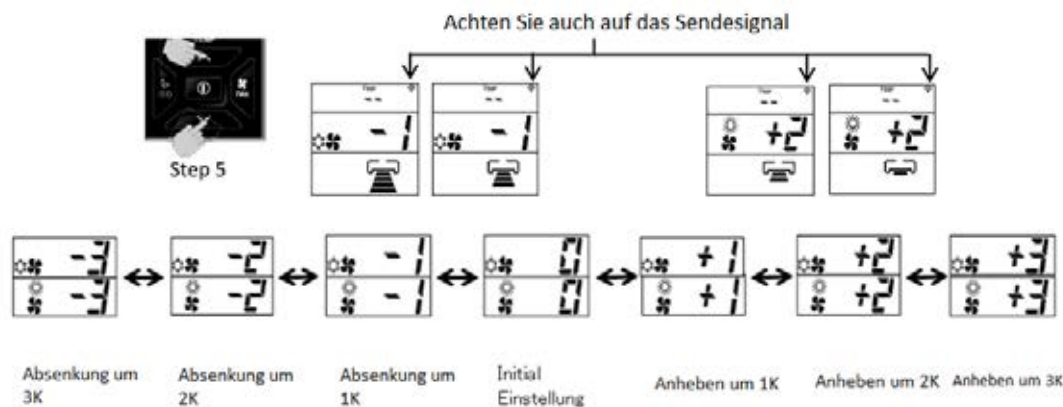 Achten Sie auch auf das Sendesignal
Step 5
-- -- -- --
-1 -1 +2 +2
-3 -2 -1 0 +1 +2 +3
-3 -2 -1 0 +1 +2 +3
Absenkung um 3K
Absenkung um 2K
Absenkung um 1K
Initial Einstellung
Anheben um 1K
Anheben um 2K
Anheben um 3K